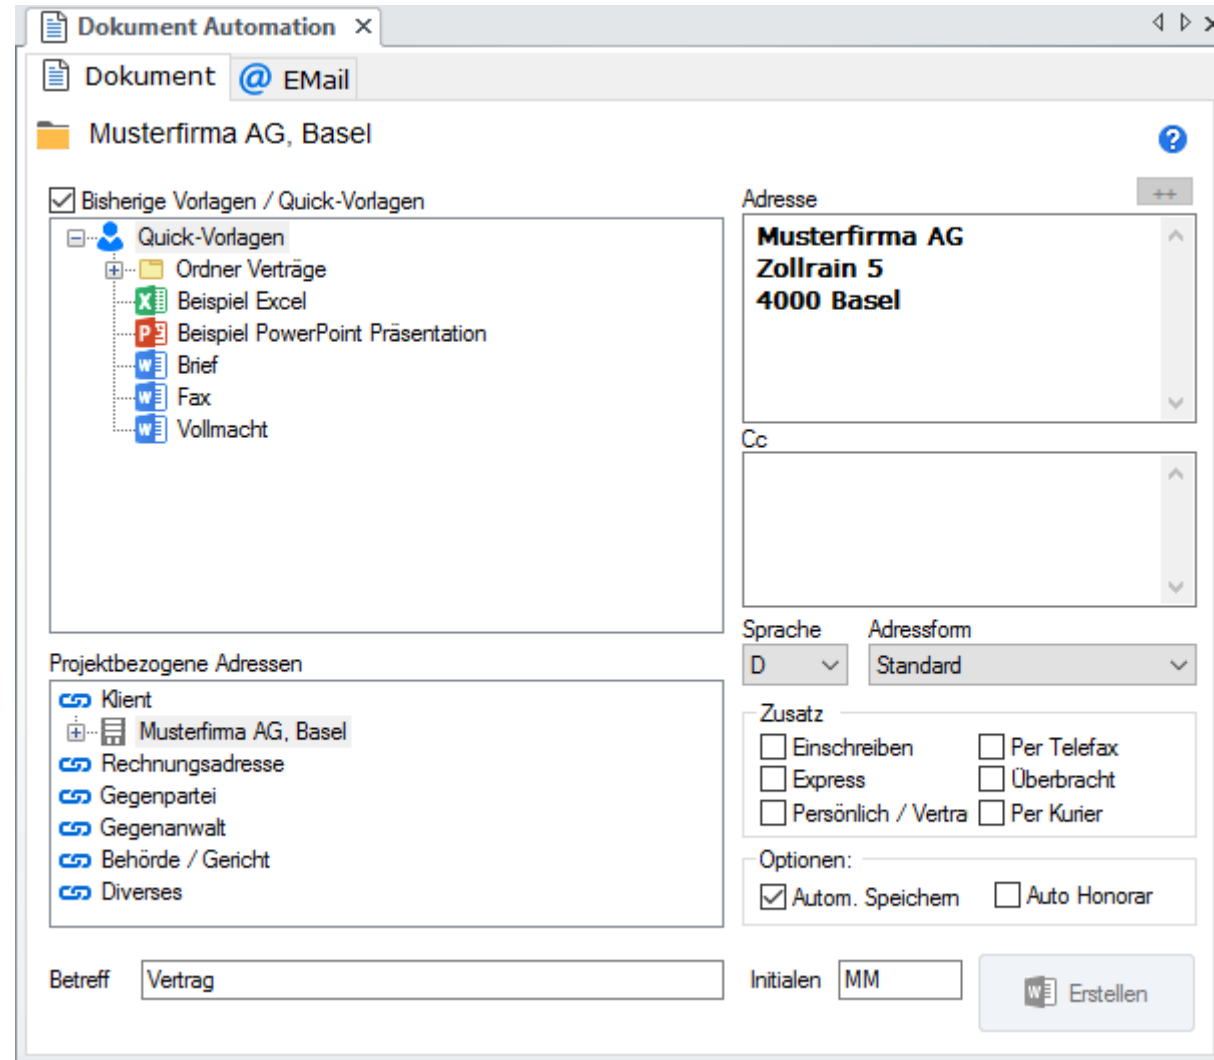 Dokument Automation
Dokument
EMail
Musterfirma AG, Basel
Bisherige Vorlagen / Quick-Vorlagen
Quick-Vorlagen
Ordner Verträge
Beispiel Excel
Beispiel PowerPoint Präsentation
Brief
Fax
Vollmacht
Projektbezogene Adressen
Klient
Musterfirma AG, Basel
Rechnungsadresse
Gegenpartei
Gegenanwalt
Behörde / Gericht
Diverses
Betreff
Vertrag
Adresse
++
Musterfirma AG
Zollrain 5
4000 Basel
Cc
Sprache
Adressform
D
Standard
Zusatz
Einschreiben
Per Telefax
Express
Überbracht
Persönlich / Vertra
Per Kurier
Optionen:
Autom. Speichern
Auto Honorar
Initialen
MM
Erstellen